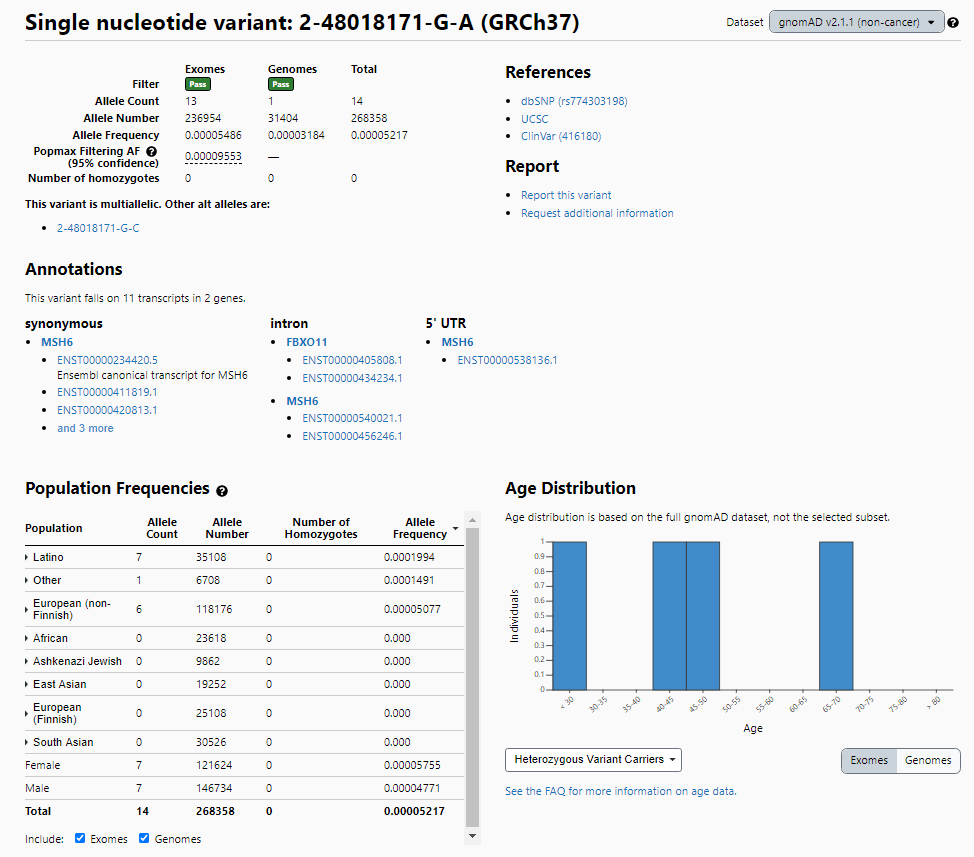 Single nucleotide variant: 2-48018171-G-A (GRCh37)
Dataset gnomAD v2.1.1 (non-cancer) ?
Exomes Genomes Total
Filter Pass Pass
Allele Count 13 1 14
Allele Number 236954 31404 268358
Allele Frequency 0.00005486 0.00003184 0.00005217
Popmax Filtering AF ?
(95% confidence) 0.00009553 —
Number of homozygotes 0 0 0
This variant is multiallelic. Other alt alleles are:
2-48018171-G-C
References
dbSNP (rs774303198)
UCSC
ClinVar (416180)
Report
Report this variant
Request additional information
Annotations
This variant falls on 11 transcripts in 2 genes.
synonymous
MSH6
ENST00000234420.5
Ensembl canonical transcript for MSH6
ENST00000411819.1
ENST00000420813.1
and 3 more
intron
FBXO11
ENST00000405808.1
ENST00000434234.1
MSH6
ENST00000540021.1
ENST00000456246.1
5' UTR
MSH6
ENST00000538136.1
Population Frequencies ?
Population Allele Count Allele Number Number of Homozygotes Allele Frequency
Latino 7 35108 0 0.0001994
Other 1 6708 0 0.0001491
European (non-
Finnish) 6 118176 0 0.00005077
African 0 23618 0 0.000
Ashkenazi Jewish 0 9862 0 0.000
East Asian 0 19252 0 0.000
European
(Finnish) 0 25108 0 0.000
South Asian 0 30526 0 0.000
Female 7 121624 0 0.00005755
Male 7 146734 0 0.00004771
Total 14 268358 0 0.00005217
Include: Exomes Genomes
Age Distribution
Age distribution is based on the full gnomAD dataset, not the selected subset.
Individuals
1
0.9
0.8
0.7
0.6
0.5
0.4
0.3
0.2
0.1
0
< 30 30-35 35-40 40-45 45-50 50-55 55-60 60-65 65-70 70-75 75-80 > 80
Age
Heterozygous Variant Carriers
Exomes Genomes
See the FAQ for more information on age data.